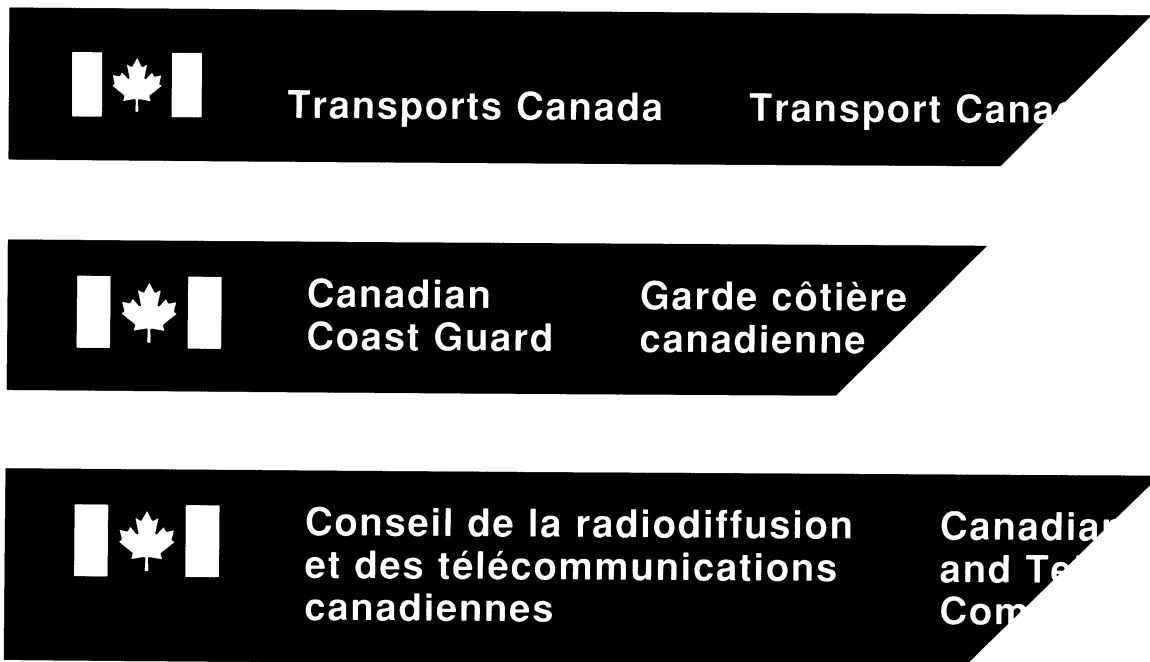 Transports Canada
Transport
Canadian
Coast Guard
Garde côtière
canadienne
Conseil de la radiodiffusion
et des télécommunications
canadiennes
and